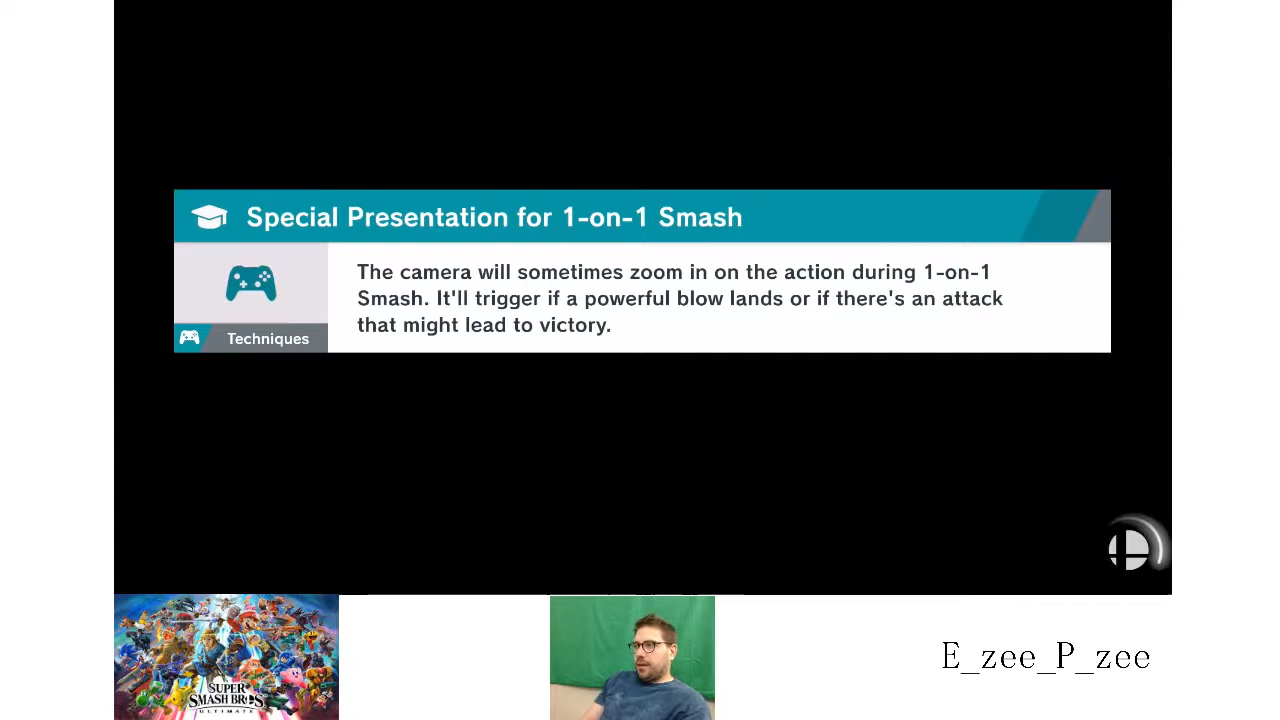 Special Presentation for 1-on-1 Smash
The camera will sometimes zoom in on the action during 1-on-1
Smash. It'll trigger if a powerful blow lands or if there's an attack
that might lead to victory.
Techniques
SUPER
SMASH BROS.
ULTIMATE
E_zee_P_zee